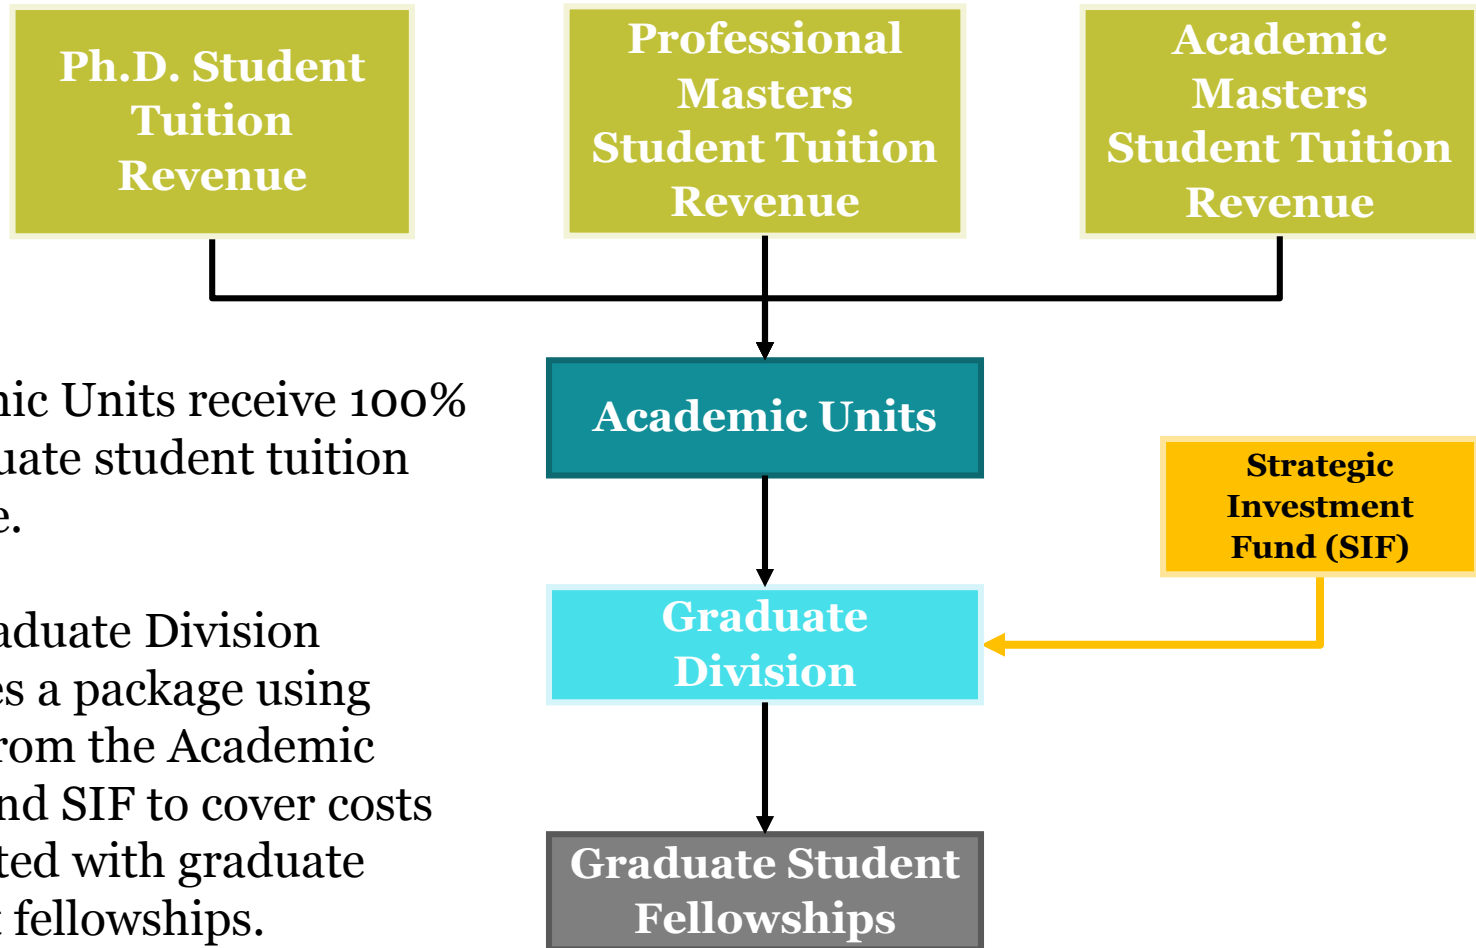 Ph.D. Student
Tuition
Revenue
Professional
Masters
Student Tuition
Revenue
Academic
Masters
Student Tuition
Revenue
Academic Units
nic Units receive 100%
uate student tuition
e.
Strategic
Investment
Fund (SIF)
Graduate
Division
aduate Division
es a package using
rom the Academic
nd SIF to cover costs
ted with graduate
t fellowships.
Graduate Student
Fellowships